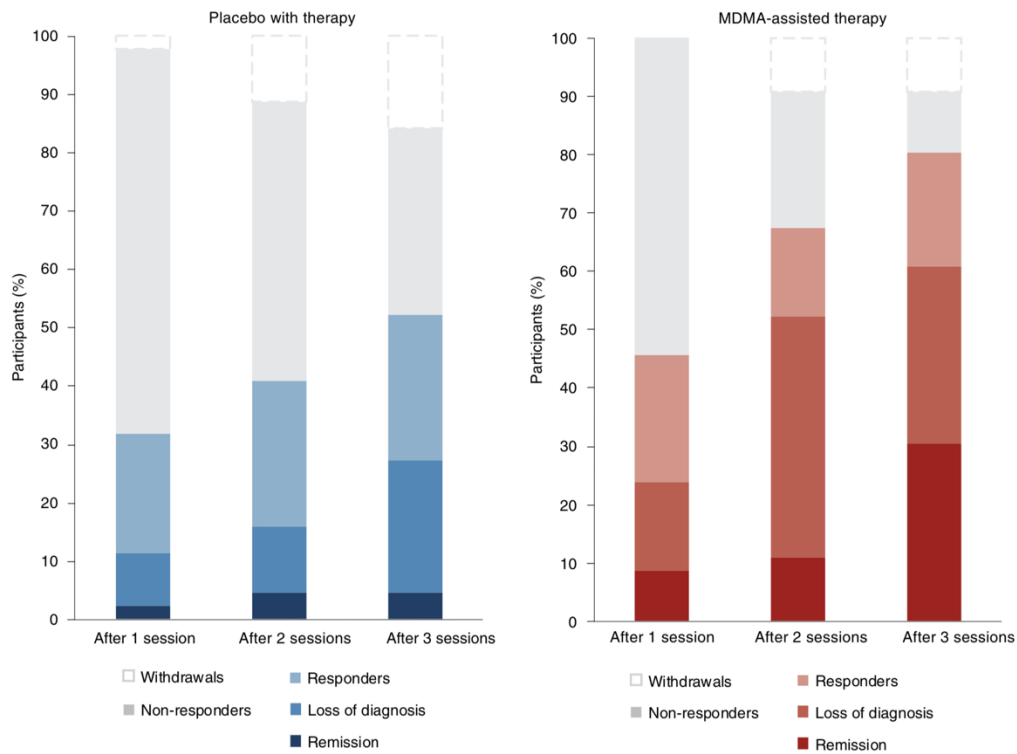 Placebo with therapy
100
90
80
70
60
50
40
30
20
10
0
Participants (%)
After 1 session
After 2 sessions
After 3 sessions
Withdrawals
Non-responders
Responders
Loss of diagnosis
Remission
MDMA-assisted therapy
100
90
80
70
60
50
40
30
20
10
0
Participants (%)
After 1 session
After 2 sessions
After 3 sessions
Withdrawals
Non-responders
Responders
Loss of diagnosis
Remission